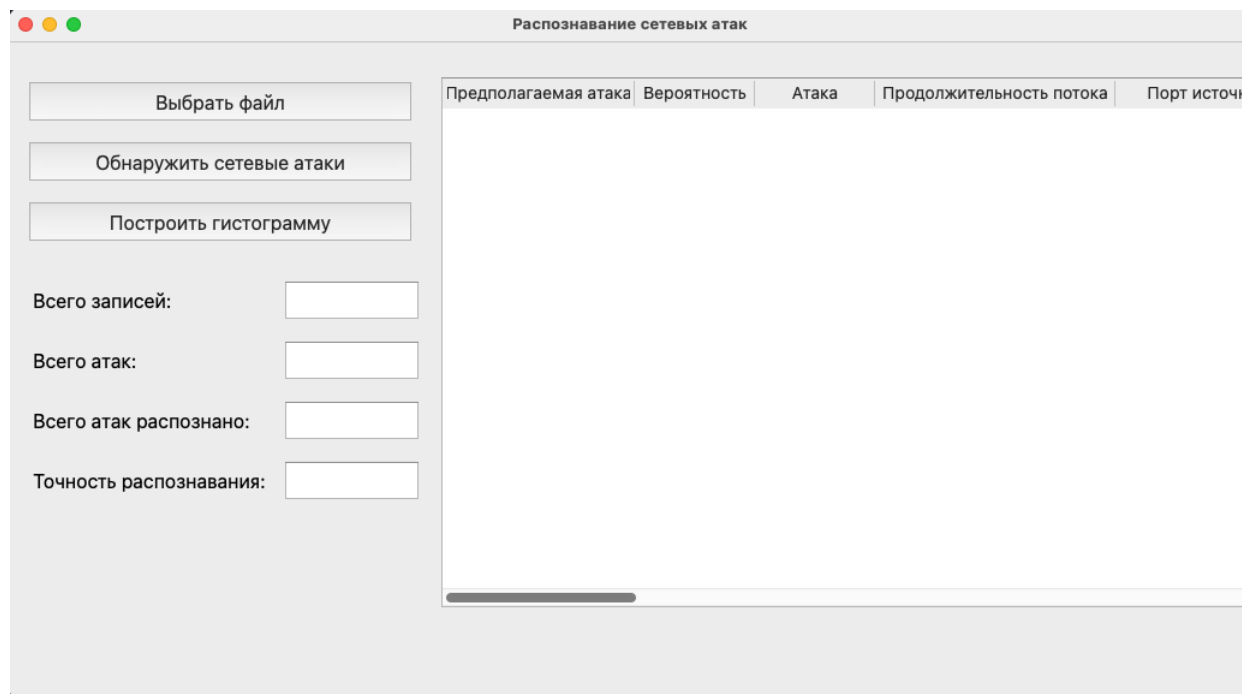 Распознавание сетевых атак
Выбрать файл
Обнаружить сетевые атаки
Построить гистограмму
Всего записей:
Всего атак:
Всего атак распознано:
Точность распознавания:
Предполагаемая атака Вероятность Атака Продолжительность потока Порт